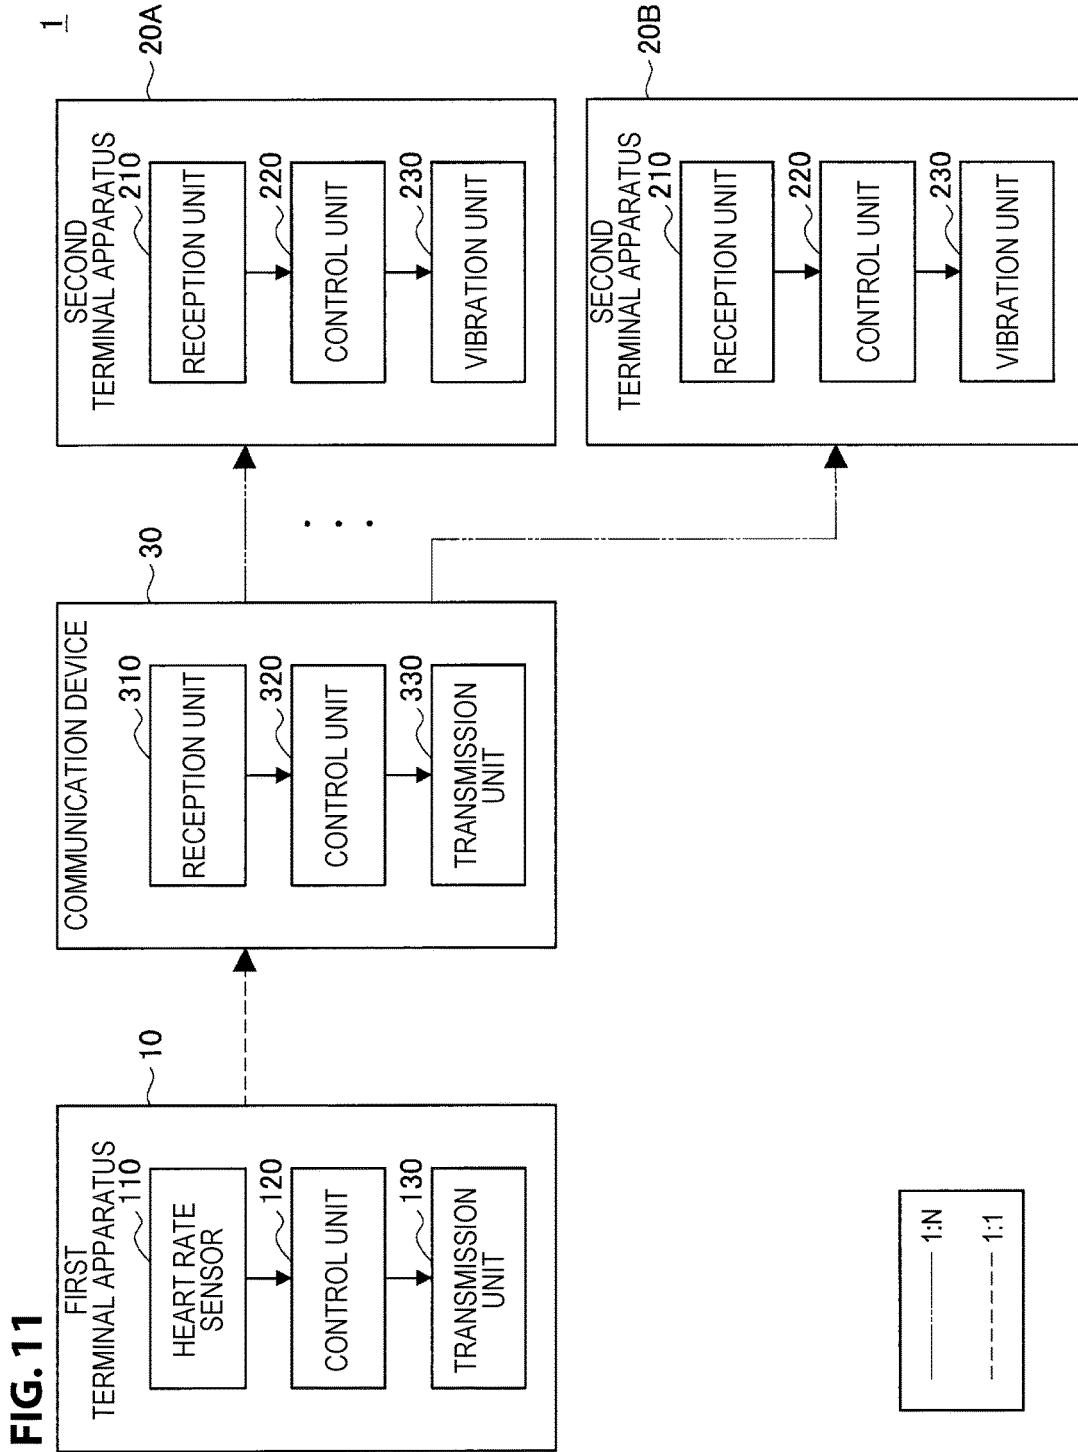 FIG. 11
1
FIRST
TERMINAL APPARATUS
10
110
HEART RATE
SENSOR
120
CONTROL UNIT
130
TRANSMISSION
UNIT
COMMUNICATION DEVICE
30
310
RECEPTION UNIT
320
CONTROL UNIT
330
TRANSMISSION
UNIT
SECOND
TERMINAL APPARATUS
20A
210
RECEPTION UNIT
220
CONTROL UNIT
230
VIBRATION UNIT
SECOND
TERMINAL APPARATUS
20B
210
RECEPTION UNIT
220
CONTROL UNIT
230
VIBRATION UNIT
1:N
1:1